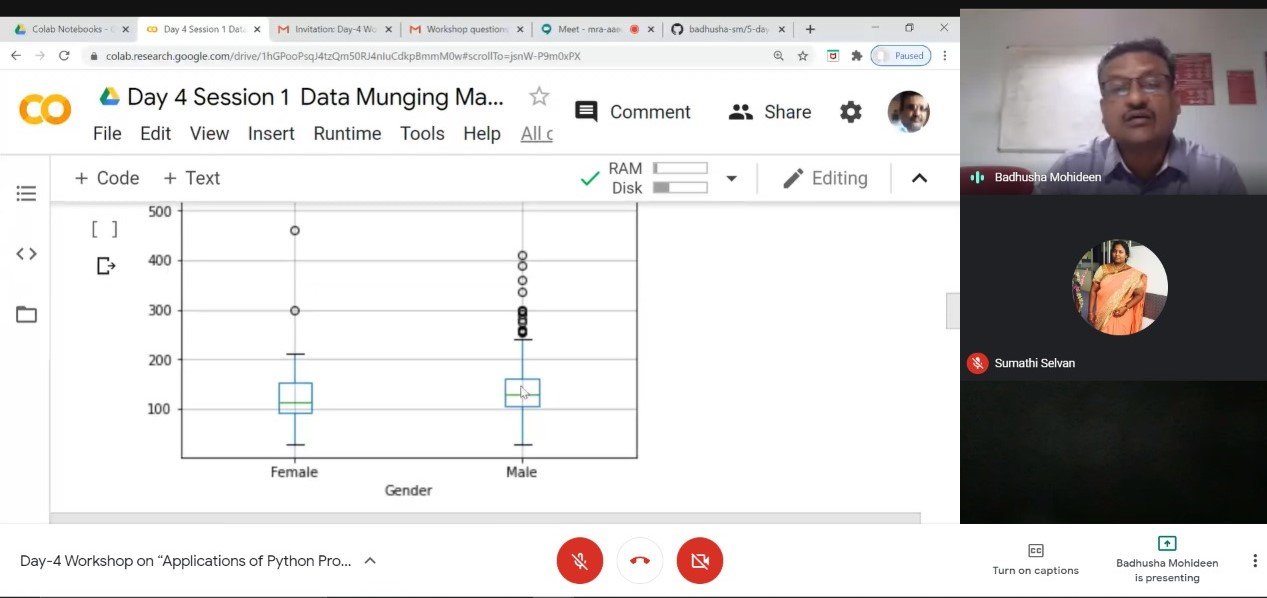 Colab Notebooks - G
Day 4 Session 1 Data
Invitation: Day-4 Wo
Workshop question
Meet - mra-aae
badhusha-sm/5-day
colab.research.google.com/drive/1hGPooPsqJ4tzQm50RJ4nIuCdkpBmmM0w#scrollTo=jsnW-P9m0xPX
Paused
Day 4 Session 1 Data Munging Ma...
Comment
Share
File Edit View Insert Runtime Tools Help All c
+ Code + Text
RAM
Disk
Editing
[ ]
500
400
300
200
100
Female Male
Gender
Badhusha Mohideen
Sumathi Selvan
Day-4 Workshop on “Applications of Python Pro...
CC
Turn on captions
Badhusha Mohideen
is presenting